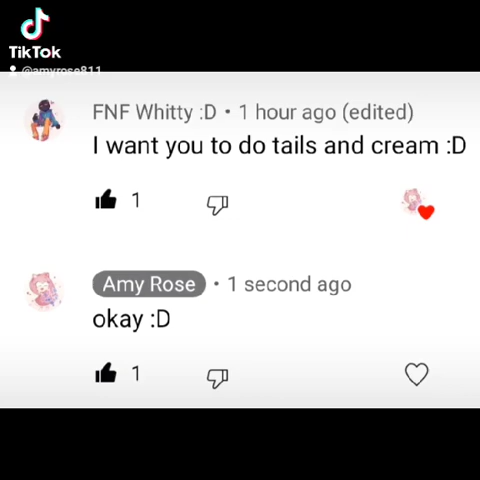 TikTok
@amyrose811
FNF Whitty :D • 1 hour ago (edited)
I want you to do tails and cream :D
1
Amy Rose • 1 second ago
okay :D
1